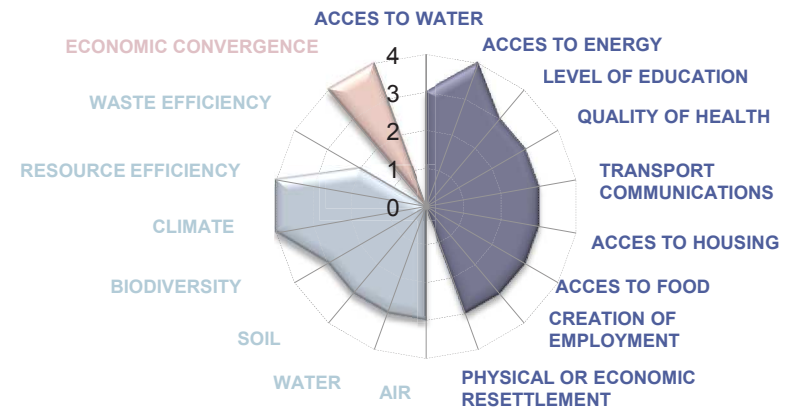 ACCES TO WATER
ACCES TO ENERGY
LEVEL OF EDUCATION
QUALITY OF HEALTH
TRANSPORT
COMMUNICATIONS
ACCES TO HOUSING
ACCES TO FOOD
CREATION OF
EMPLOYMENT
PHYSICAL OR ECONOMIC
RESETTLEMENT
AIR
WATER
SOIL
BIODIVERSITY
CLIMATE
RESOURCE EFFICIENCY
WASTE EFFICIENCY
ECONOMIC CONVERGENCE
4
3
2
1
0